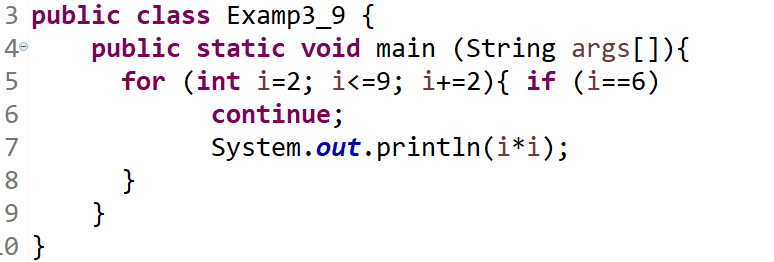 3 public class Examp3_9 {
4 public static void main (String args[]){
5 for (int i=2; i<=9; i+=2){ if (i==6)
6 continue;
7 System.out.println(i*i);
8 }
9 }
10 }